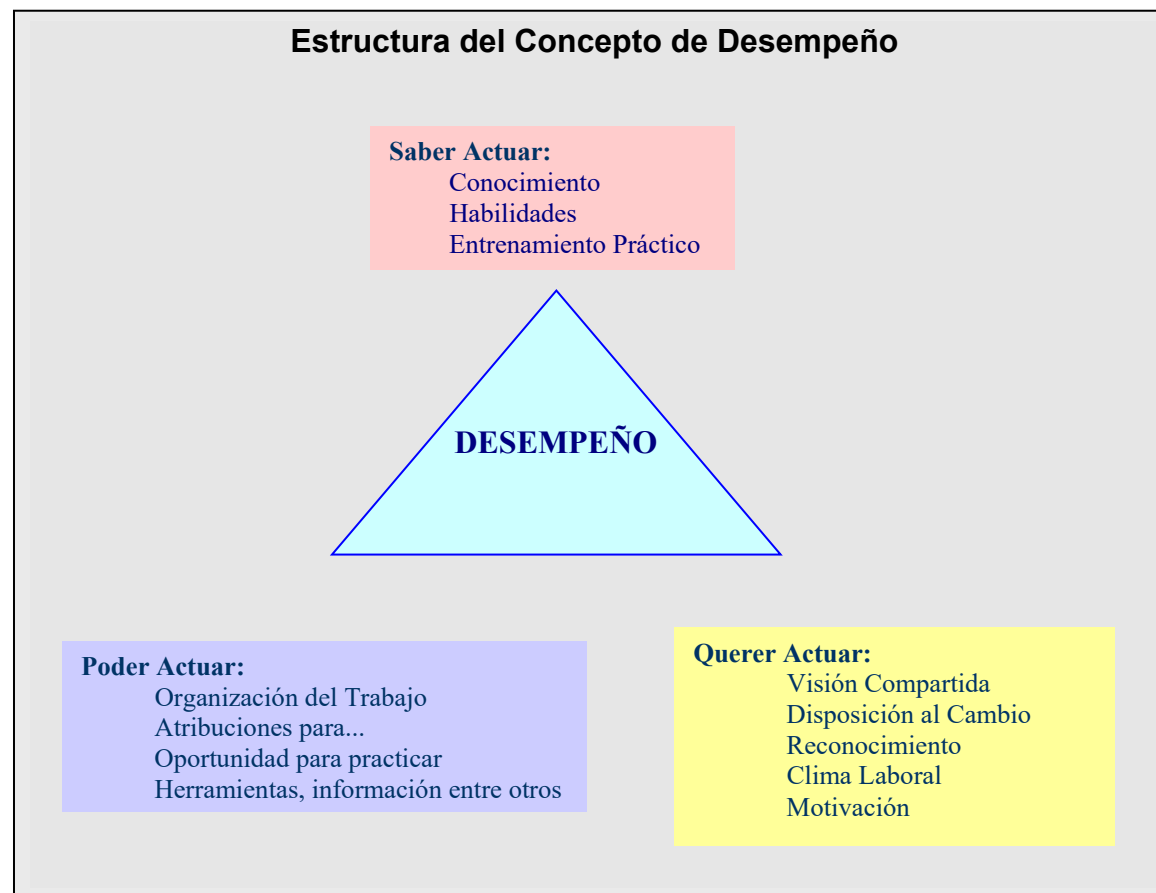 Estructura del Concepto de Desempeño
Saber Actuar:
Conocimiento
Habilidades
Entrenamiento Práctico
DESEMPEÑO
Poder Actuar:
Organización del Trabajo
Atribuciones para...
Oportunidad para practicar
Herramientas, información entre otros
Querer Actuar:
Visión Compartida
Disposición al Cambio
Reconocimiento
Clima Laboral
Motivación